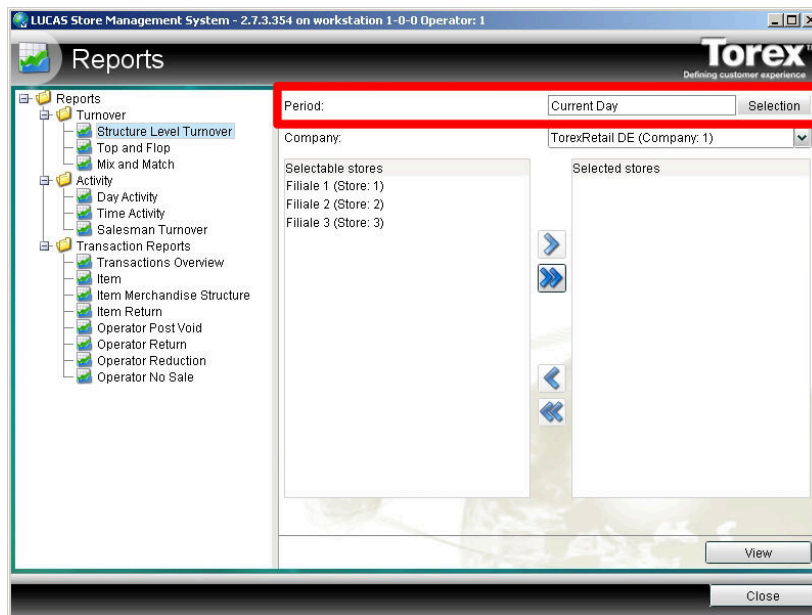 LUCAS Store Management System - 2.7.3.354 on workstation 1-0-0 Operator: 1
Reports
Torex™
Defining customer experience
Reports
Turnover
Structure Level Turnover
Top and Flop
Mix and Match
Activity
Day Activity
Time Activity
Salesman Turnover
Transaction Reports
Transactions Overview
Item
Item Merchandise Structure
Item Return
Operator Post Void
Operator Return
Operator Reduction
Operator No Sale
Period: Current Day Selection
Company: TorexRetail DE (Company: 1)
Selectable stores Selected stores
Filiale 1 (Store: 1)
Filiale 2 (Store: 2)
Filiale 3 (Store: 3)
View
Close